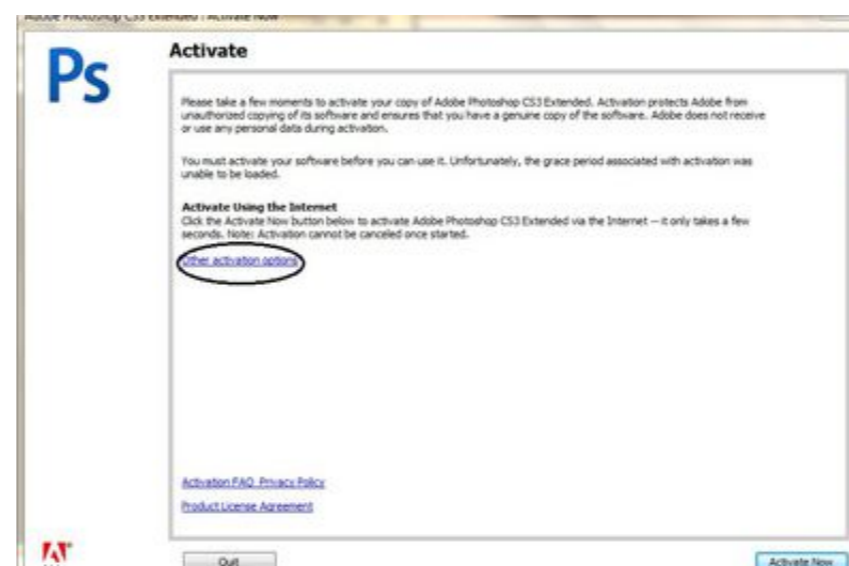 Adobe Photoshop CS3 Extended : Activate Now
Ps
Activate
Please take a few moments to activate your copy of Adobe Photoshop CS3 Extended. Activation protects Adobe from
unauthorized copying of its software and ensures that you have a genuine copy of the software. Adobe does not receive
or use any personal data during activation.
You must activate your software before you can use it. Unfortunately, the grace period associated with activation was
unable to be loaded.
Activate Using the Internet
Click the Activate Now button below to activate Adobe Photoshop CS3 Extended via the Internet -- it only takes a few
seconds. Note: Activation cannot be canceled once started.
Other activation options
Activation FAQ Privacy Policy
Product License Agreement
Quit
Activate Now